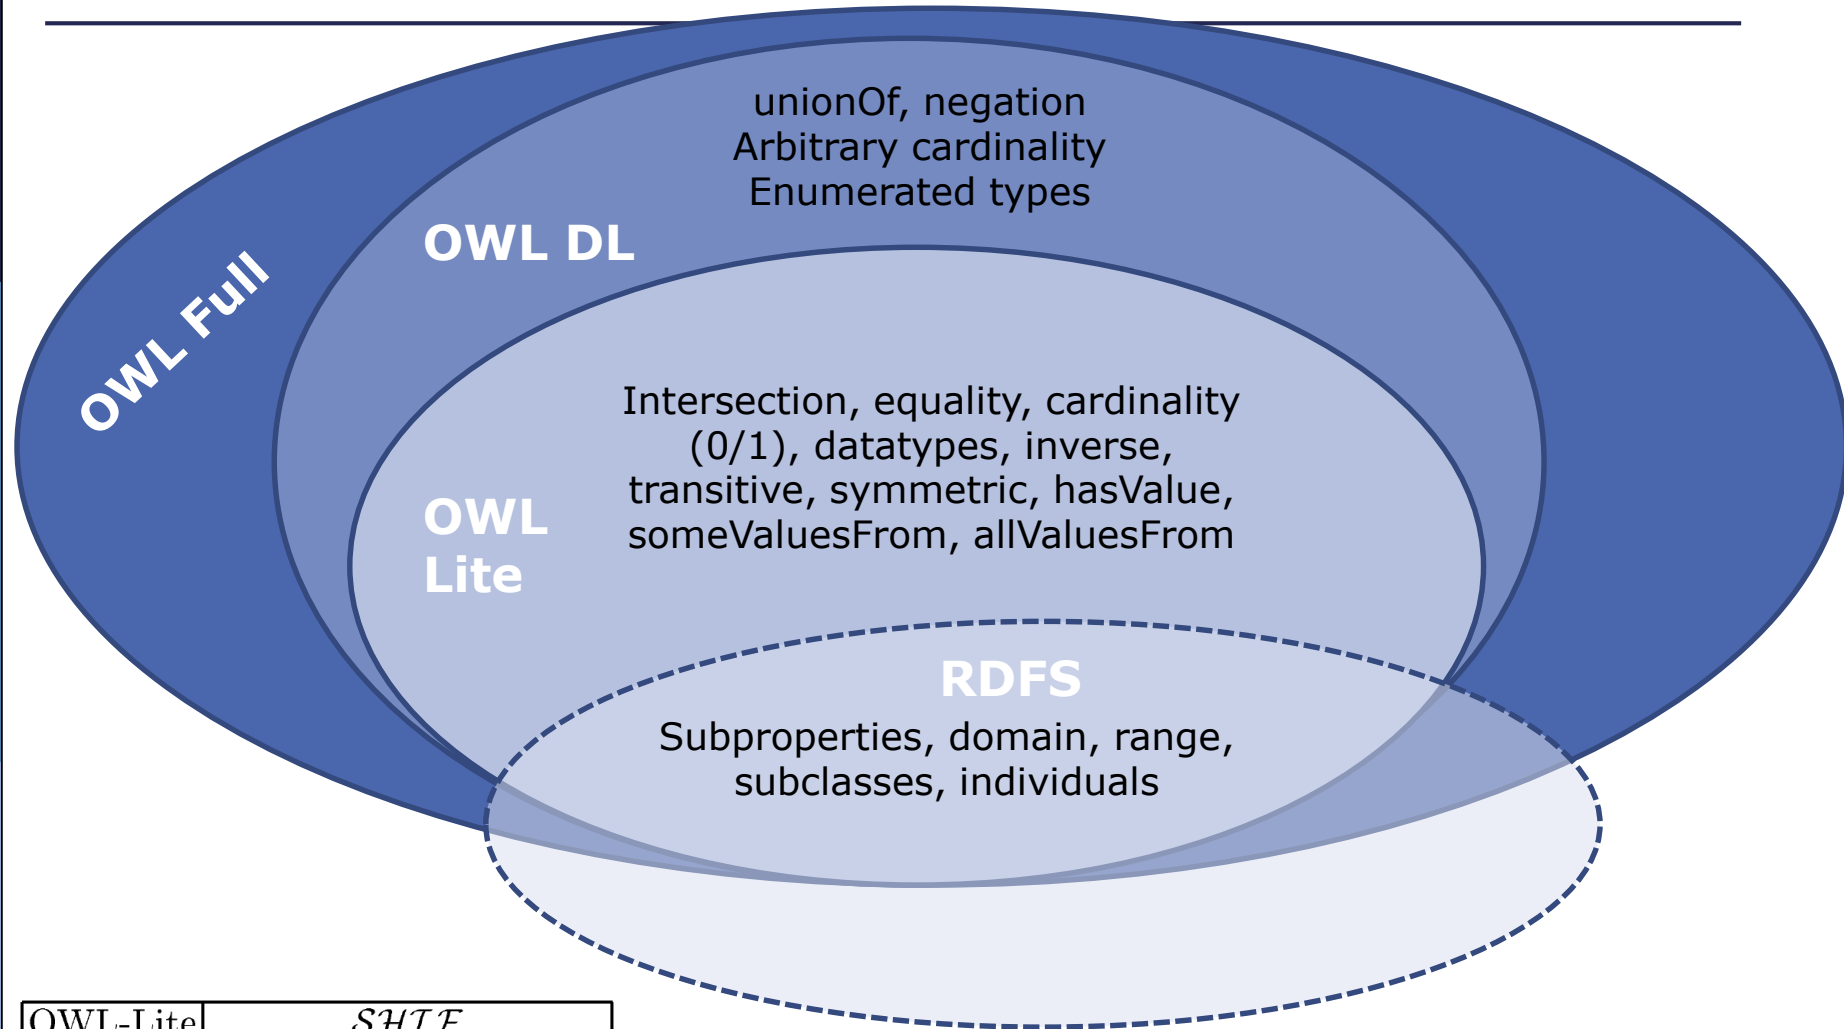 unionOf, negation
Arbitrary cardinality
Enumerated types
OWL DL
OWL Full
Intersection, equality, cardinality
(0/1), datatypes, inverse,
transitive, symmetric, hasValue,
someValuesFrom, allValuesFrom
OWL
Lite
RDFS
Subproperties, domain, range,
subclasses, individuals
OWL-Lite SHIF